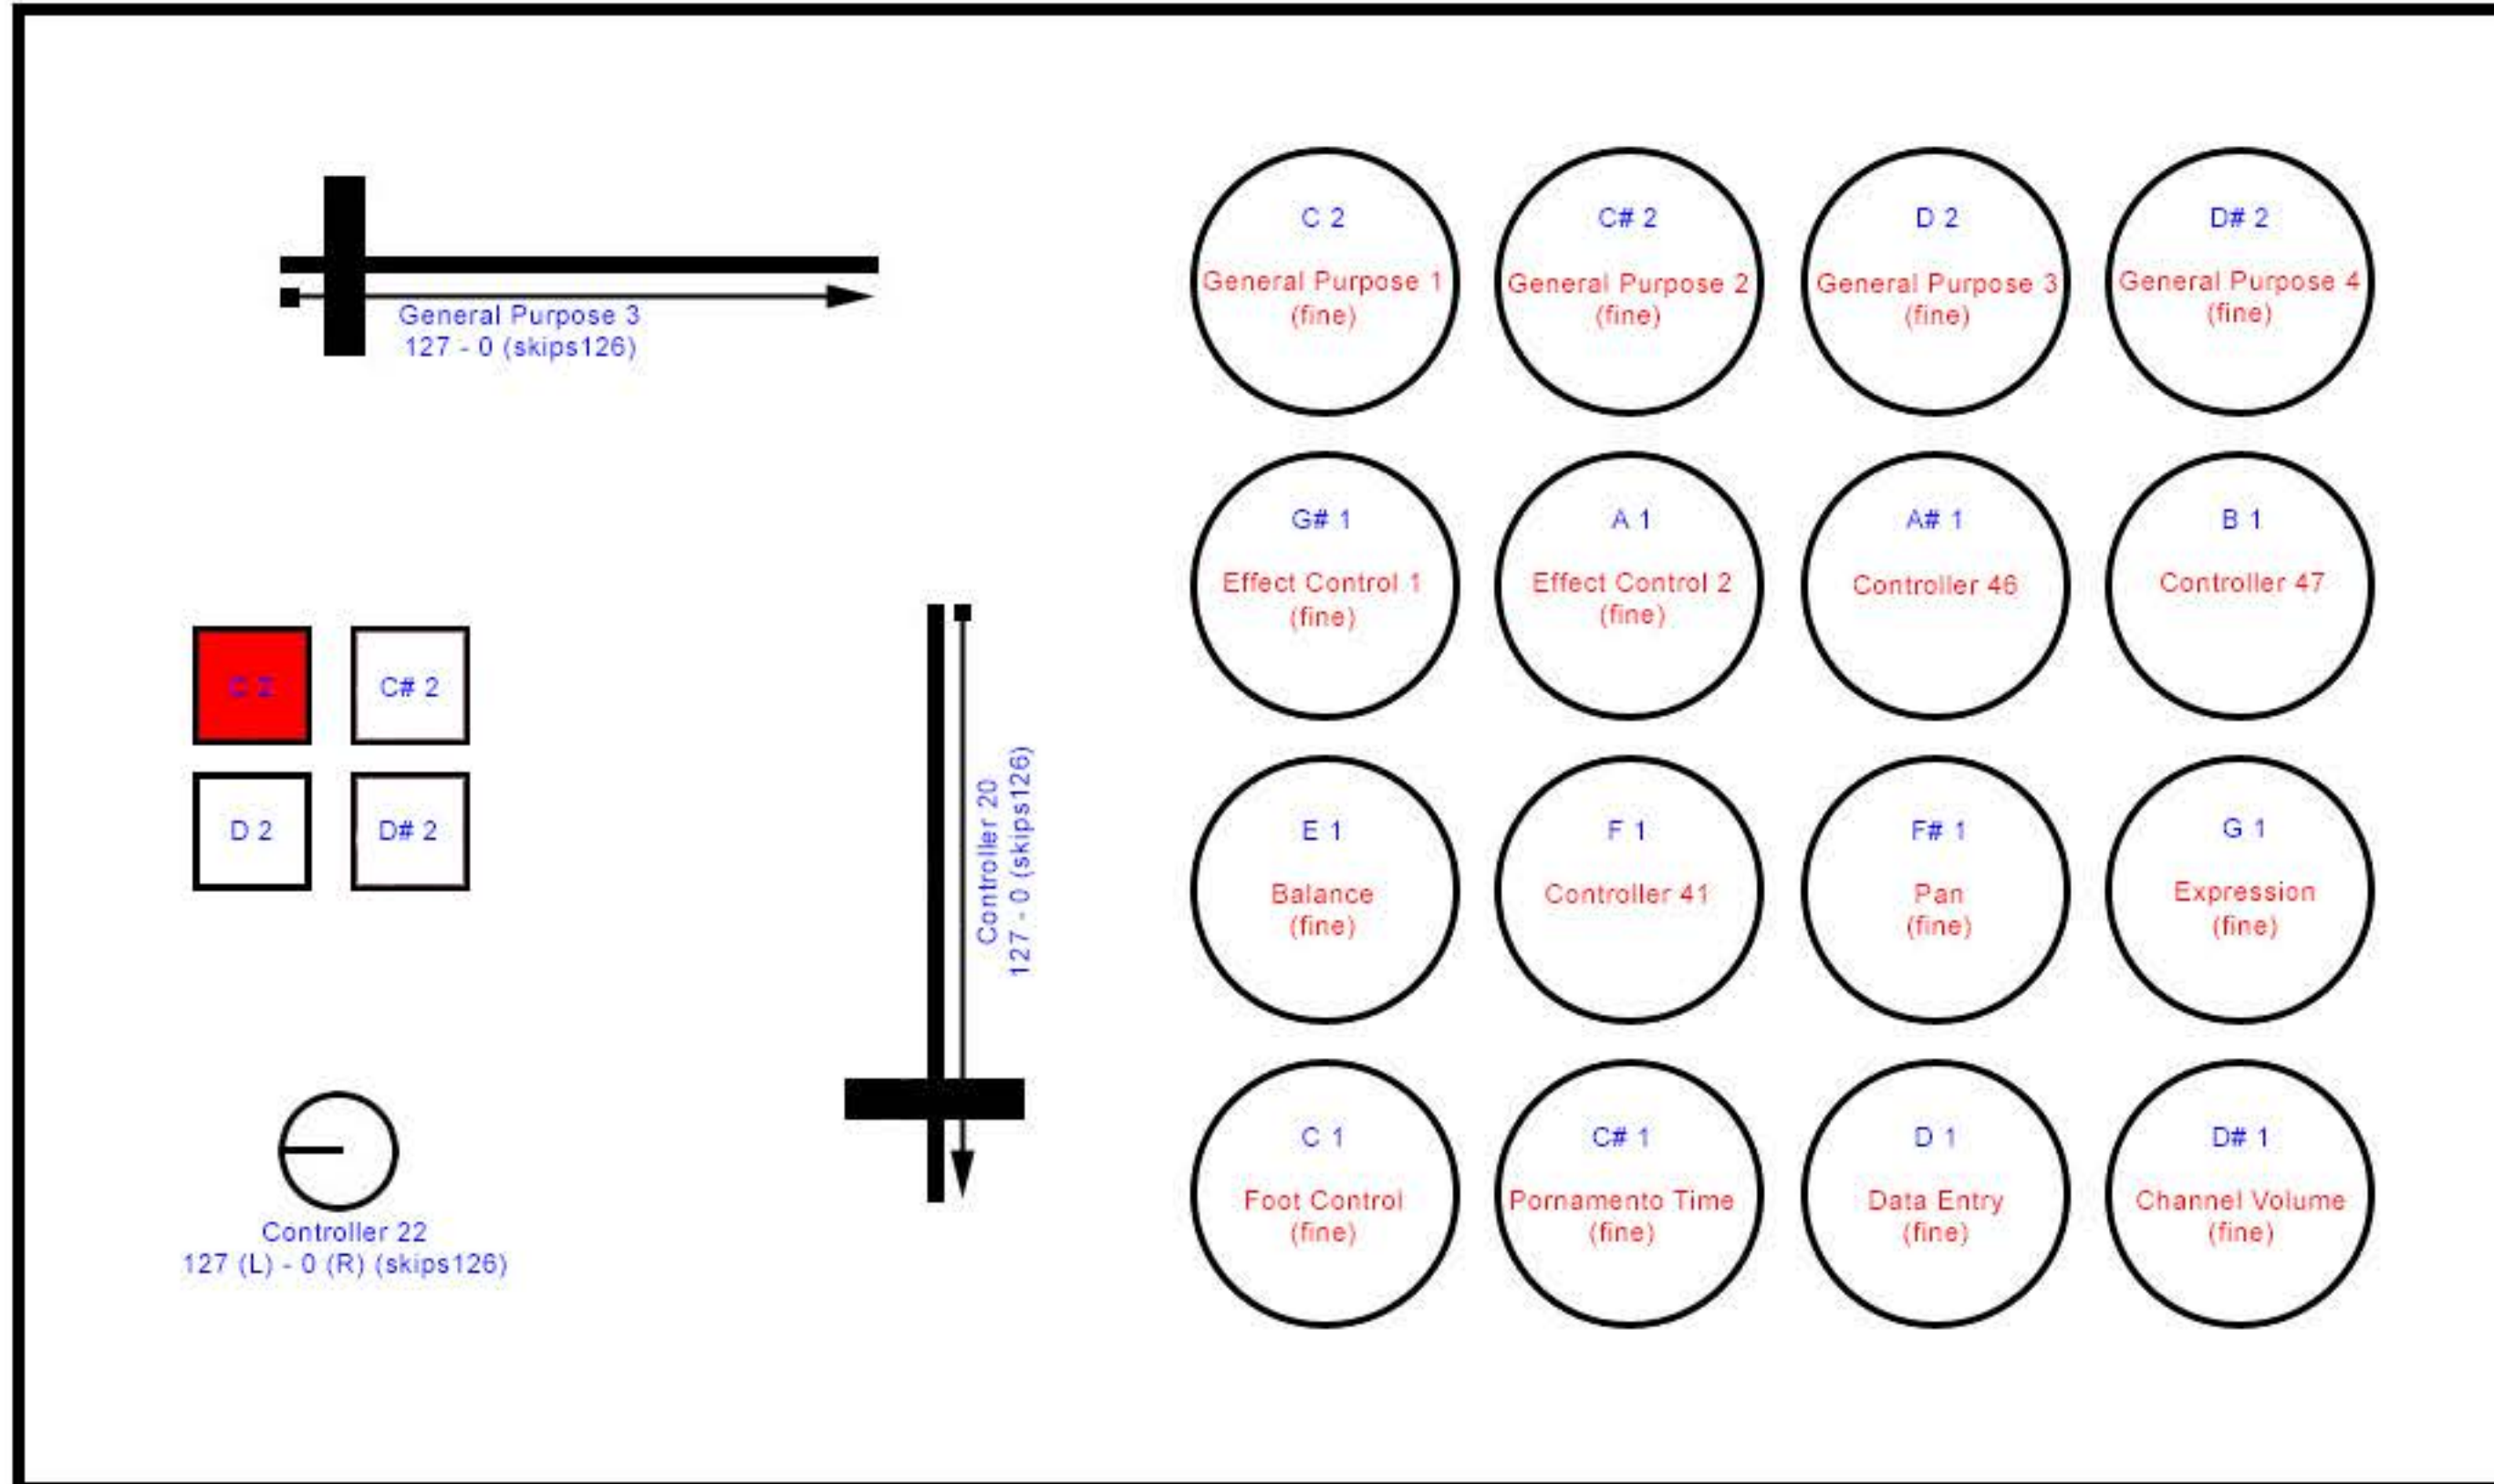 General Purpose 3
127 - 0 (skips126)
C 2
C# 2
D 2
D# 2
Controller 20
127 - 0 (skips126)
Controller 22
127 (L) - 0 (R) (skips126)
C 2
General Purpose 1
(fine)
C# 2
General Purpose 2
(fine)
D 2
General Purpose 3
(fine)
D# 2
General Purpose 4
(fine)
G# 1
Effect Control 1
(fine)
A 1
Effect Control 2
(fine)
A# 1
Controller 46
B 1
Controller 47
E 1
Balance
(fine)
F 1
Controller 41
F# 1
Pan
(fine)
G 1
Expression
(fine)
C 1
Foot Control
(fine)
C# 1
Pornamento Time
(fine)
D 1
Data Entry
(fine)
D# 1
Channel Volume
(fine)